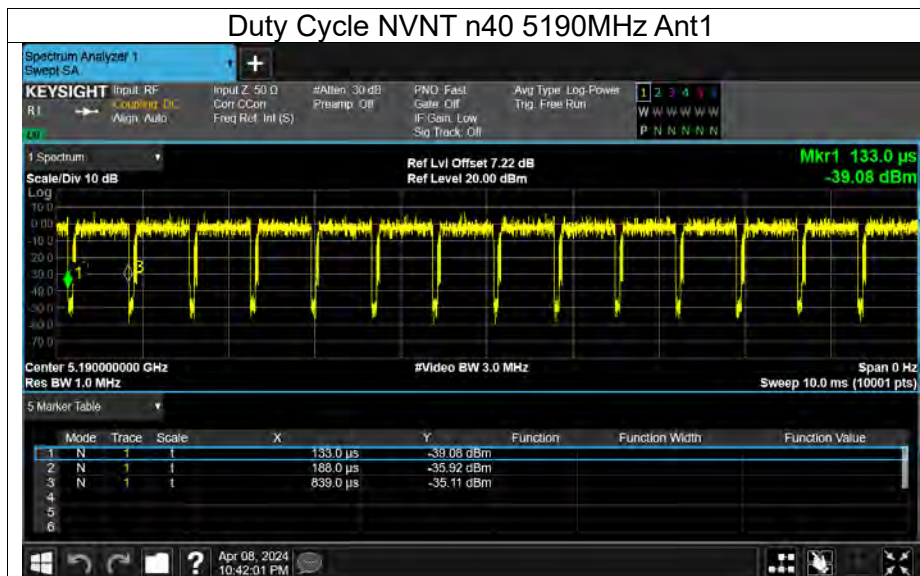 Duty Cycle NVNT n40 5190MHz Ant1
Spectrum Analyzer 1
Swept SA
+
KEYSIGHT Input: RF Input Z: 50 Ω #Atten: 30 dB PNO: Fast Avg Type: Log-Power 1 2 3 4 5 6
R L Coupling: DC Corr CCorr Preamp: Off Gate: Off Trig: Free Run W W W W W W
Align: Auto Freq Ref: Int (S) IF Gain: Low P N N N N N
Sig Track: Off
1 Spectrum
Scale/Div 10 dB
Ref Lvl Offset 7.22 dB
Ref Level 20.00 dBm
Mkr1 133.0 µs
-39.08 dBm
Log
10.0
0.00
-10.0
-20.0
-30.0
-40.0
-50.0
-60.0
-70.0
1
3
Center 5.190000000 GHz #Video BW 3.0 MHz Span 0 Hz
Res BW 1.0 MHz Sweep 10.0 ms (10001 pts)
5 Marker Table
Mode Trace Scale X Y Function Function Width Function Value
1 N 1 t 133.0 µs -39.08 dBm
2 N 1 t 188.0 µs -35.92 dBm
3 N 1 t 839.0 µs -35.11 dBm
4
5
6
?
Apr 08, 2024
10:42:01 PM